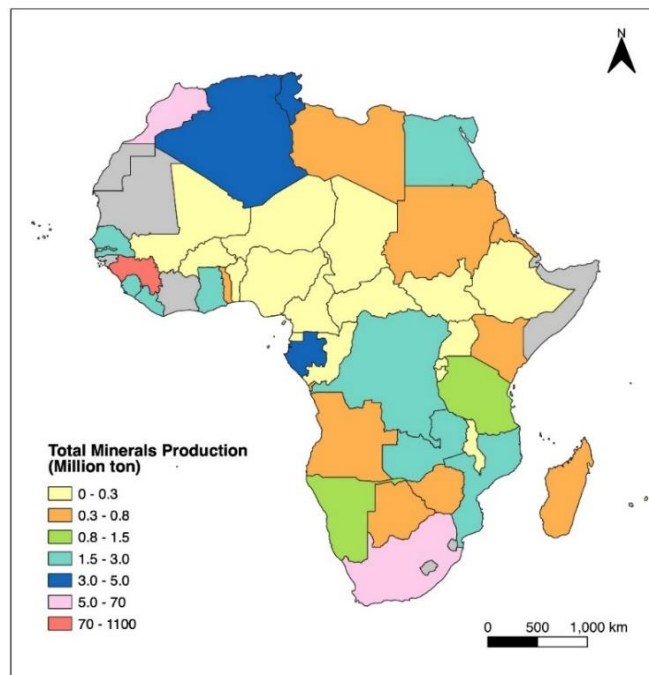 N
Total Minerals Production
(Million ton)
0 - 0.3
0.3 - 0.8
0.8 - 1.5
1.5 - 3.0
3.0 - 5.0
5.0 - 70
70 - 1100
0 500 1,000 km